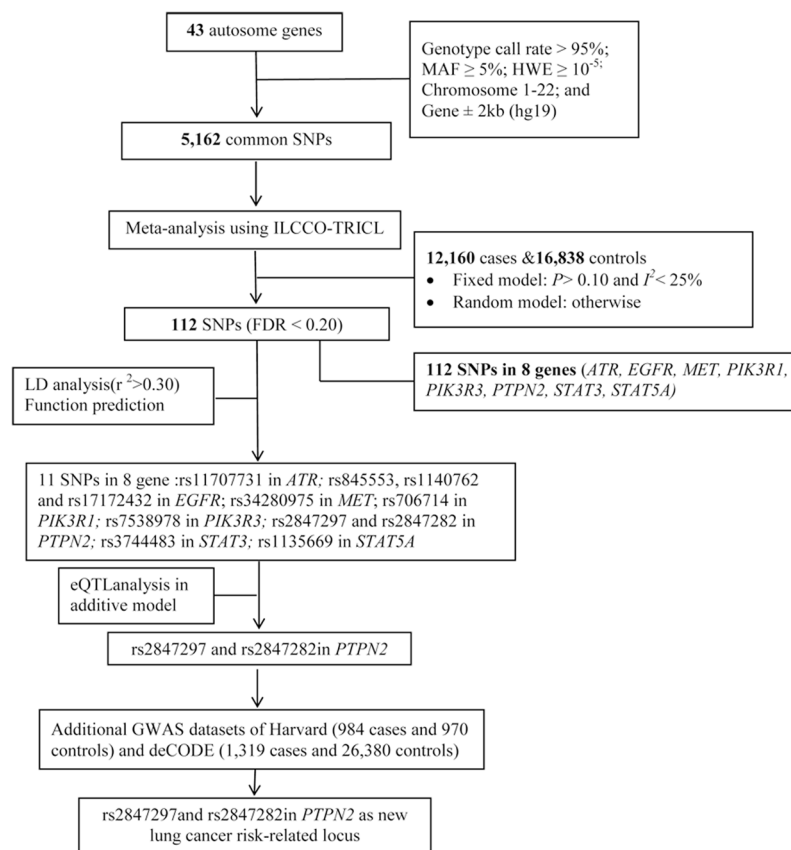 43 autosome genes
Genotype call rate > 95%;
MAF ≥ 5%; HWE ≥ 10-5;
Chromosome 1-22; and
Gene ± 2kb (hg19)
5,162 common SNPs
Meta-analysis using ILCCO-TRICL
12,160 cases &16,838 controls
• Fixed model: P> 0.10 and I2< 25%
• Random model: otherwise
112 SNPs (FDR < 0.20)
112 SNPs in 8 genes (ATR, EGFR, MET, PIK3R1,
PIK3R3, PTPN2, STAT3, STAT5A)
LD analysis(r 2>0.30)
Function prediction
11 SNPs in 8 gene :rs11707731 in ATR; rs845553, rs1140762
and rs17172432 in EGFR; rs34280975 in MET; rs706714 in
PIK3R1; rs7538978 in PIK3R3; rs2847297 and rs2847282 in
PTPN2; rs3744483 in STAT3; rs1135669 in STAT5A
eQTLanalysis in
additive model
rs2847297 and rs2847282in PTPN2
Additional GWAS datasets of Harvard (984 cases and 970
controls) and deCODE (1,319 cases and 26,380 controls)
rs2847297and rs2847282in PTPN2 as new
lung cancer risk-related locus